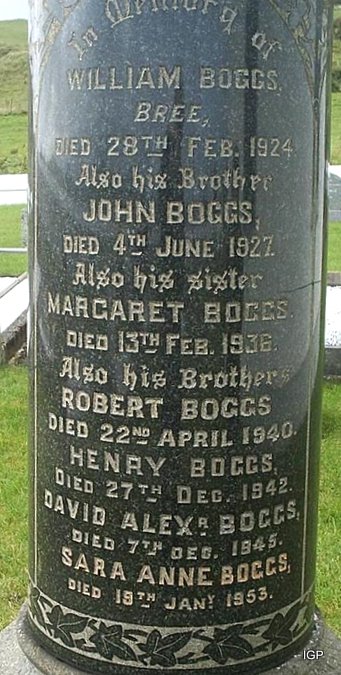 In Memory of
WILLIAM BOGGS,
BREE,
DIED 28TH FEB. 1924
Also his Brother
JOHN BOGGS,
DIED 4TH JUNE 1927.
Also his sister
MARGARET BOGGS
DIED 13TH FEB. 1936.
Also his Brothers
ROBERT BOGGS
DIED 22ND APRIL 1940.
HENRY BOGGS,
DIED 27TH DEC. 1942.
DAVID ALEXR BOGGS,
DIED 7TH DEC. 1945.
SARA ANNE BOGGS,
DIED 19TH JANY 1953.
IGP